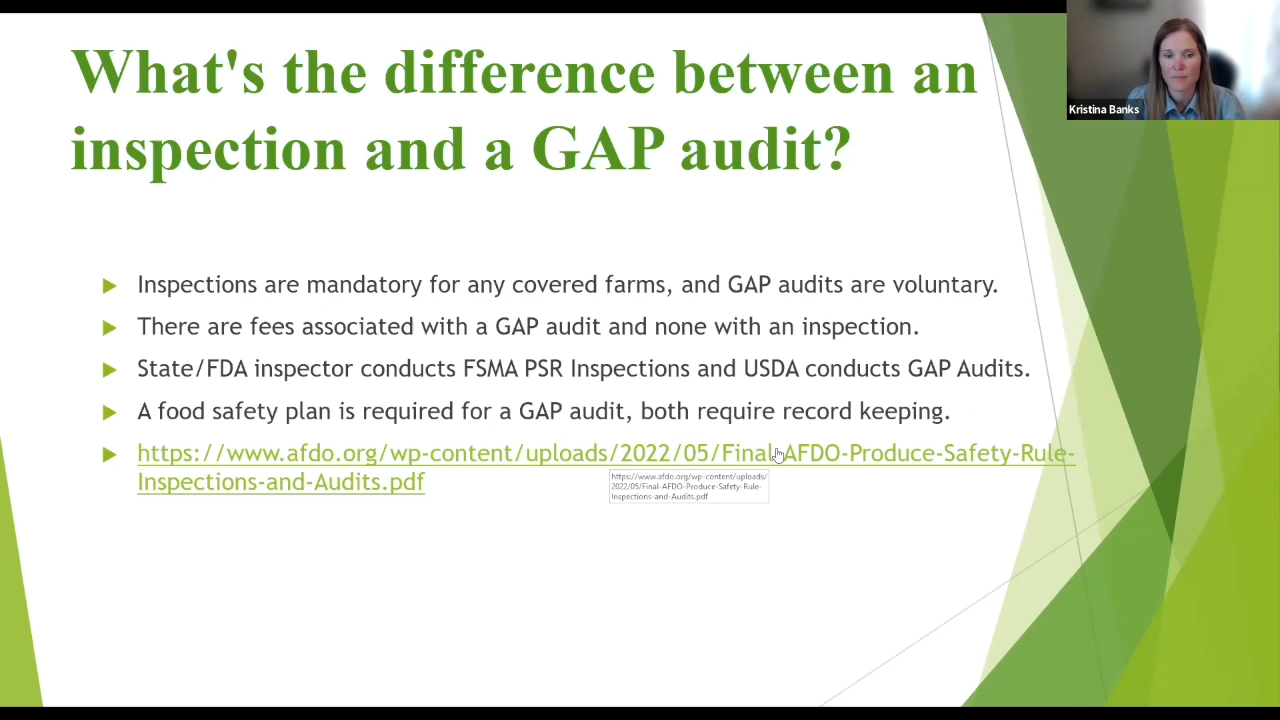 What's the difference between an
inspection and a GAP audit?
Kristina Banks
Inspections are mandatory for any covered farms, and GAP audits are voluntary.
There are fees associated with a GAP audit and none with an inspection.
State/FDA inspector conducts FSMA PSR Inspections and USDA conducts GAP Audits.
A food safety plan is required for a GAP audit, both require record keeping.
https://www.afdo.org/wp-content/uploads/2022/05/Final-AFDO-Produce-Safety-Rule-
Inspections-and-Audits.pdf
https://www.afdo.org/wp-content/uploads/
2022/05/Final-AFDO-Produce-Safety-Rule-
Inspections-and-Audits.pdf